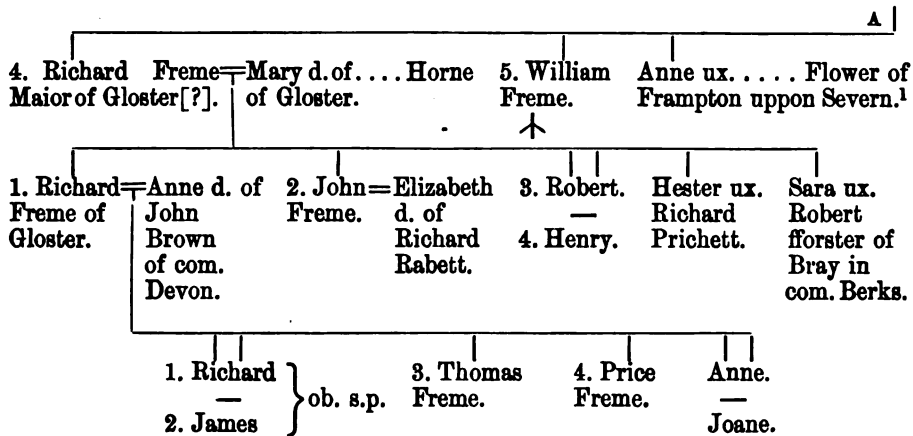 A
4. Richard Freme=Mary d. of .... Horne
Maior of Gloster[?]. of Gloster.
5. William
Freme.
Anne ux. .... Flower of
Frampton uppon Severn.¹
1. Richard=Anne d. of
Freme of John
Gloster. Brown
of com.
Devon.
2. John=Elizabeth
Freme. d. of
Richard
Rabett.
3. Robert.
—
4. Henry.
Hester ux.
Richard
Prichett.
Sara ux.
Robert
fforster of
Bray in
com. Berks.
1. Richard
—
2. James
ob. s.p.
3. Thomas
Freme.
4. Price
Freme.
Anne.
—
Joane.